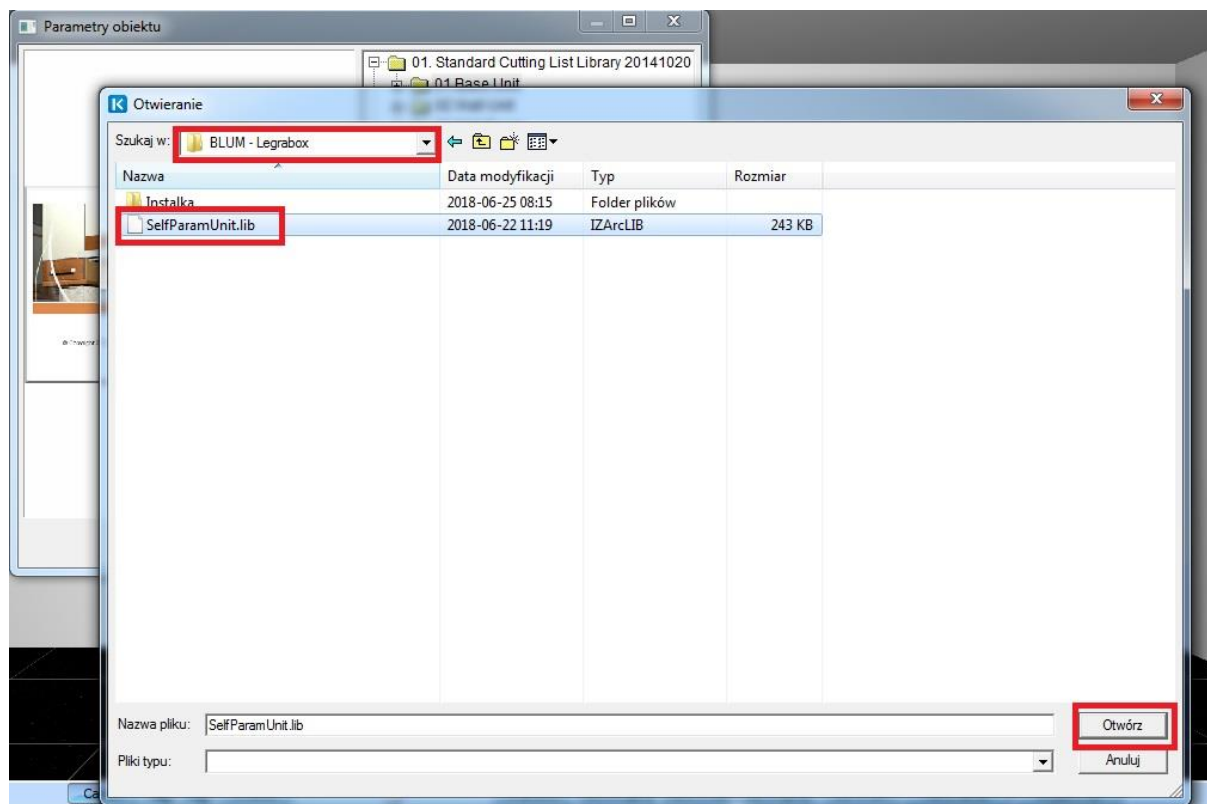 Parametry obiektu
01. Standard Cutting List Library 20141020
01 Base Unit
Otwieranie
Szukaj w: BLUM - Legrabox
Nazwa Data modyfikacji Typ Rozmiar
Instalka 2018-06-25 08:15 Folder plików
SelfParamUnit.lib 2018-06-22 11:19 IZArcLIB 243 KB
Nazwa pliku: SelfParamUnit.lib Otwórz
Pliki typu: Anuluj